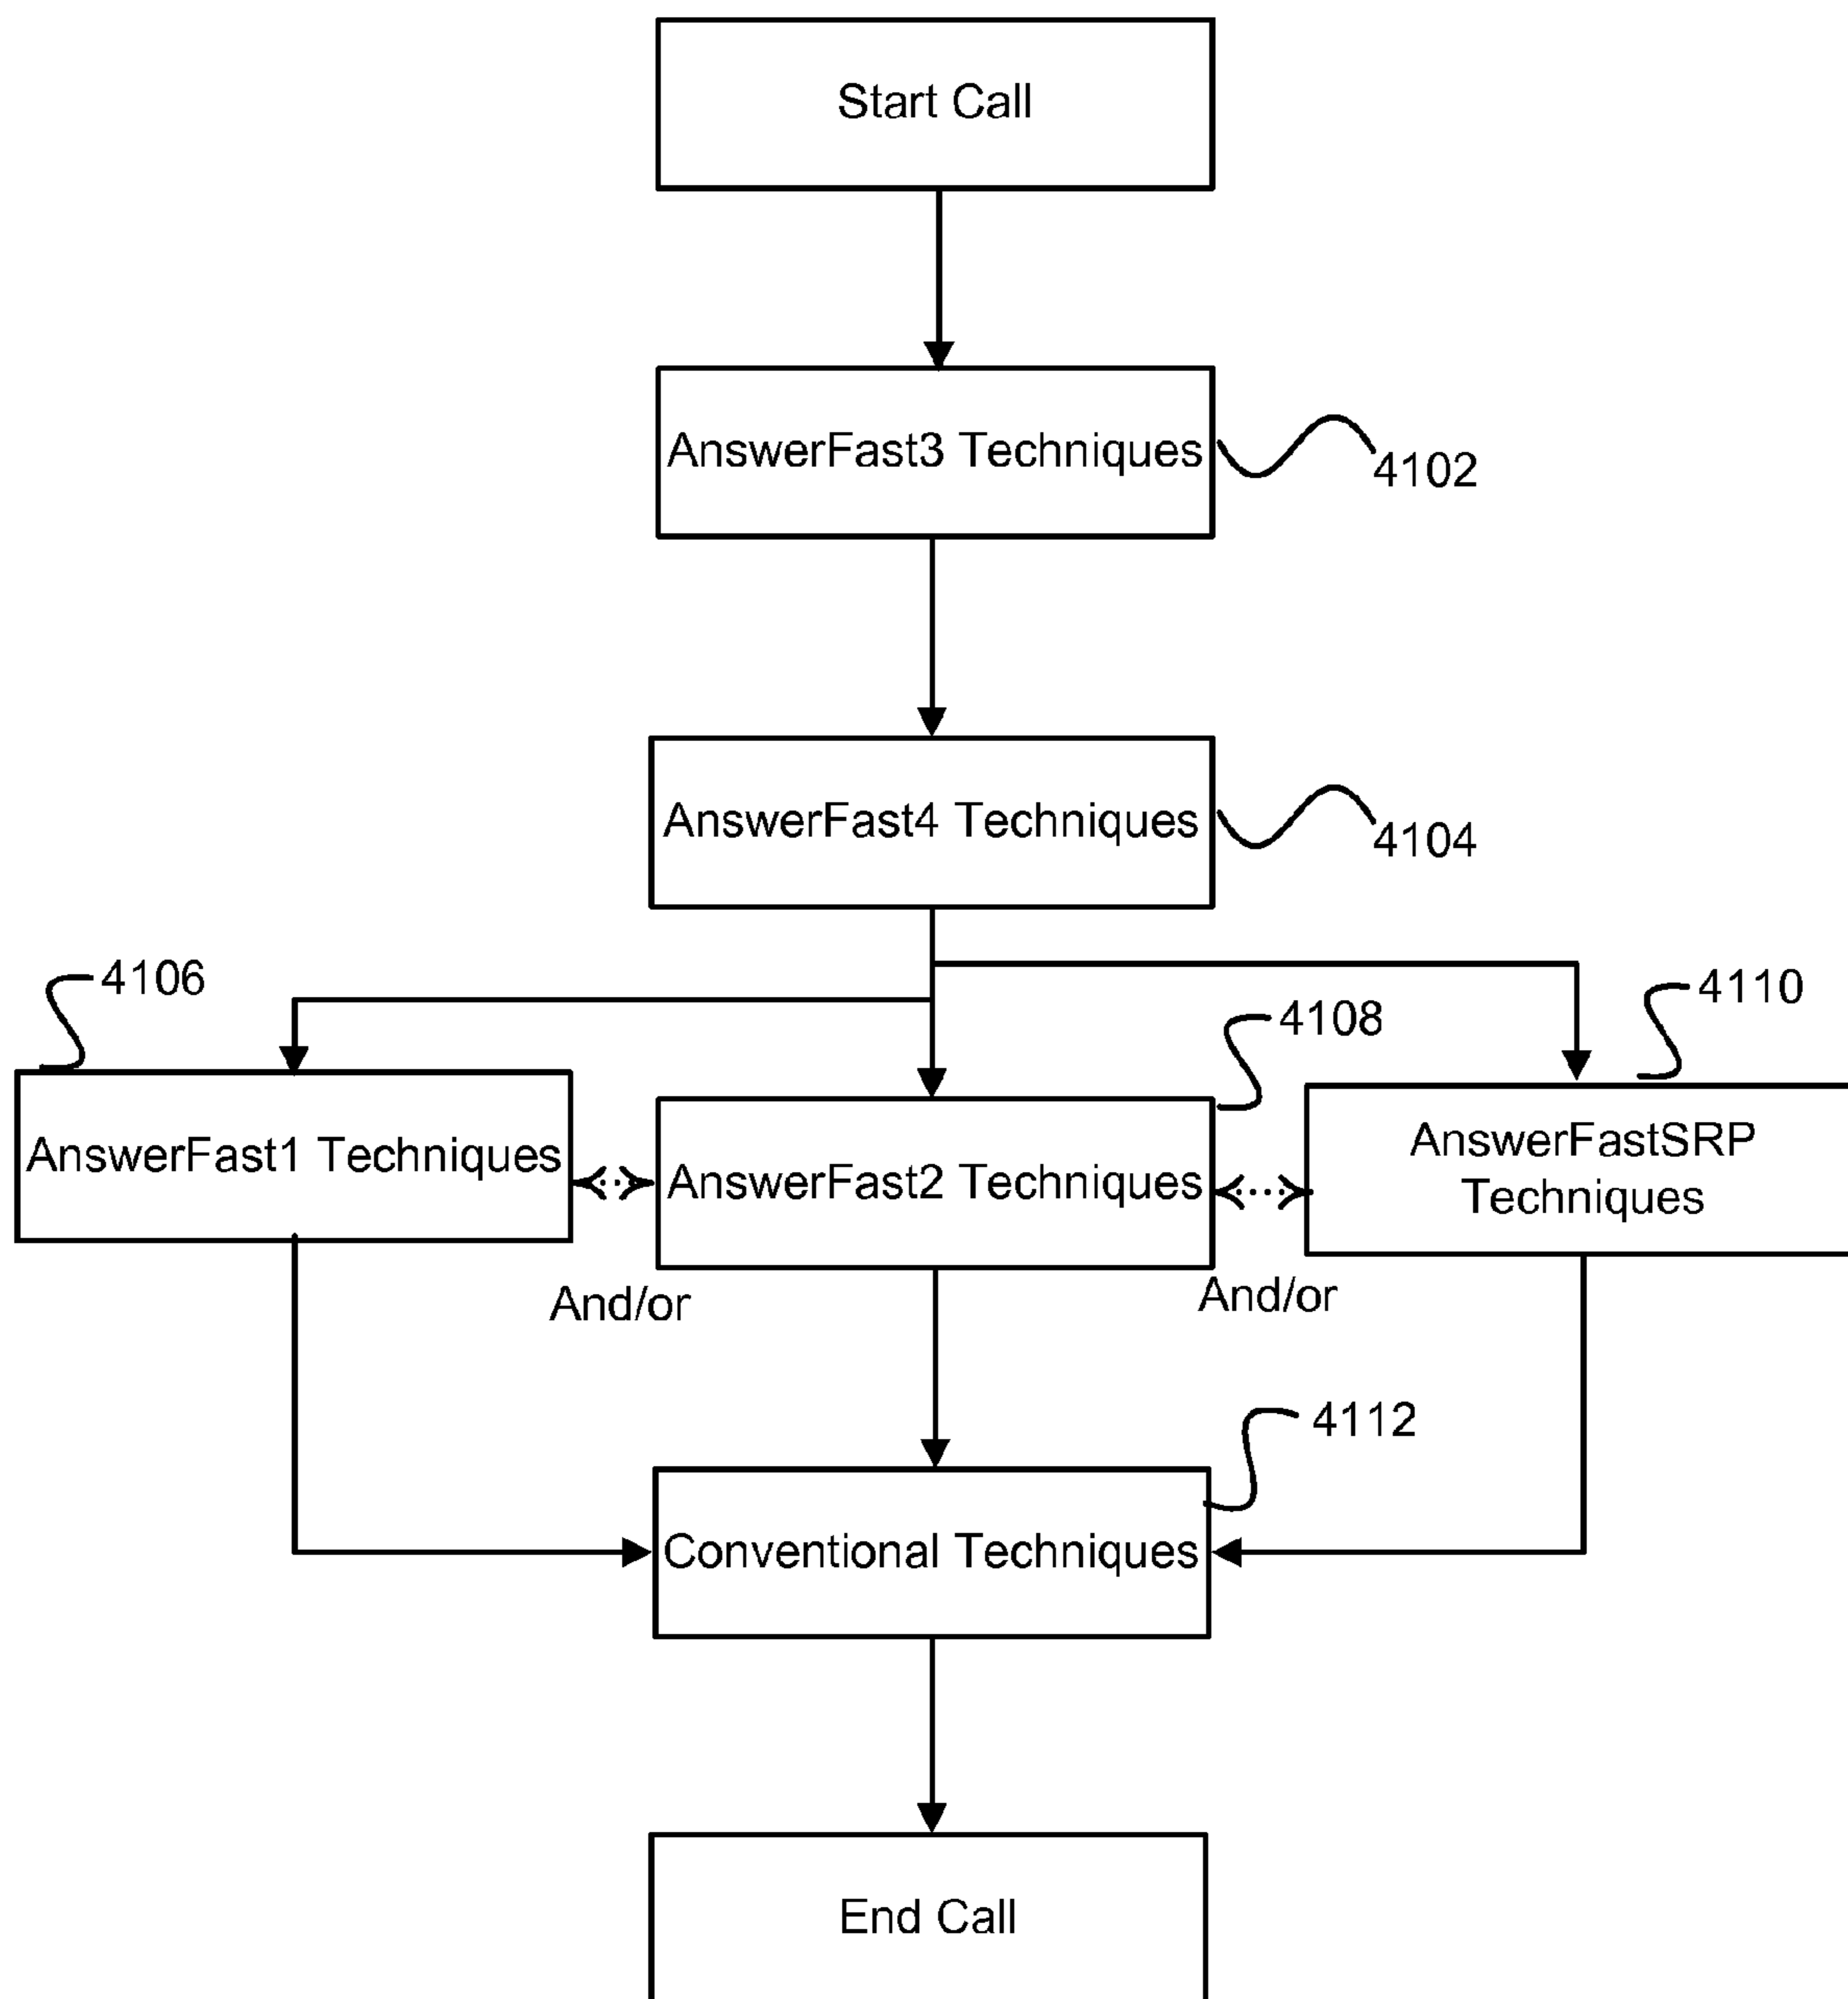 Start Call
AnswerFast3 Techniques
4102
AnswerFast4 Techniques
4104
4106
4108
4110
AnswerFast1 Techniques
AnswerFast2 Techniques
AnswerFastSRP
Techniques
And/or
And/or
4112
Conventional Techniques
End Call